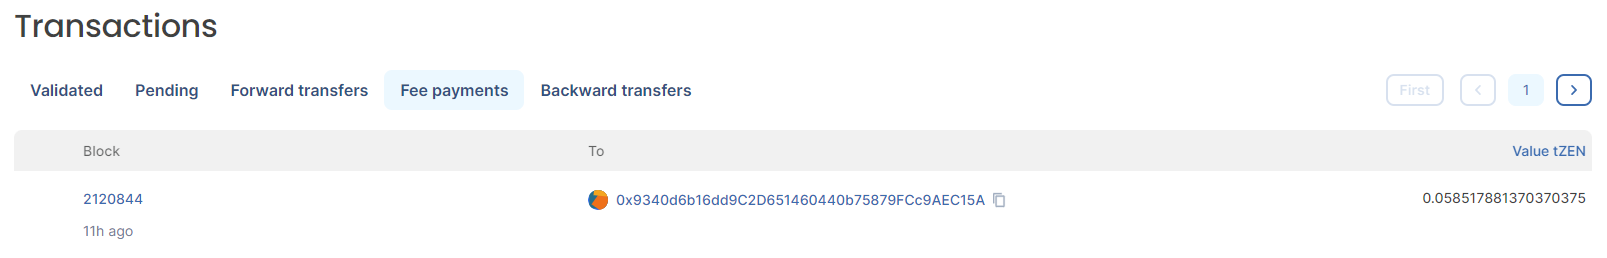 Transactions
Validated Pending Forward transfers Fee payments Backward transfers First 1
Block To Value tZEN
2120844 0x9340d6b16dd9C2D651460440b75879FCc9AEC15A 0.058517881370370375
11h ago